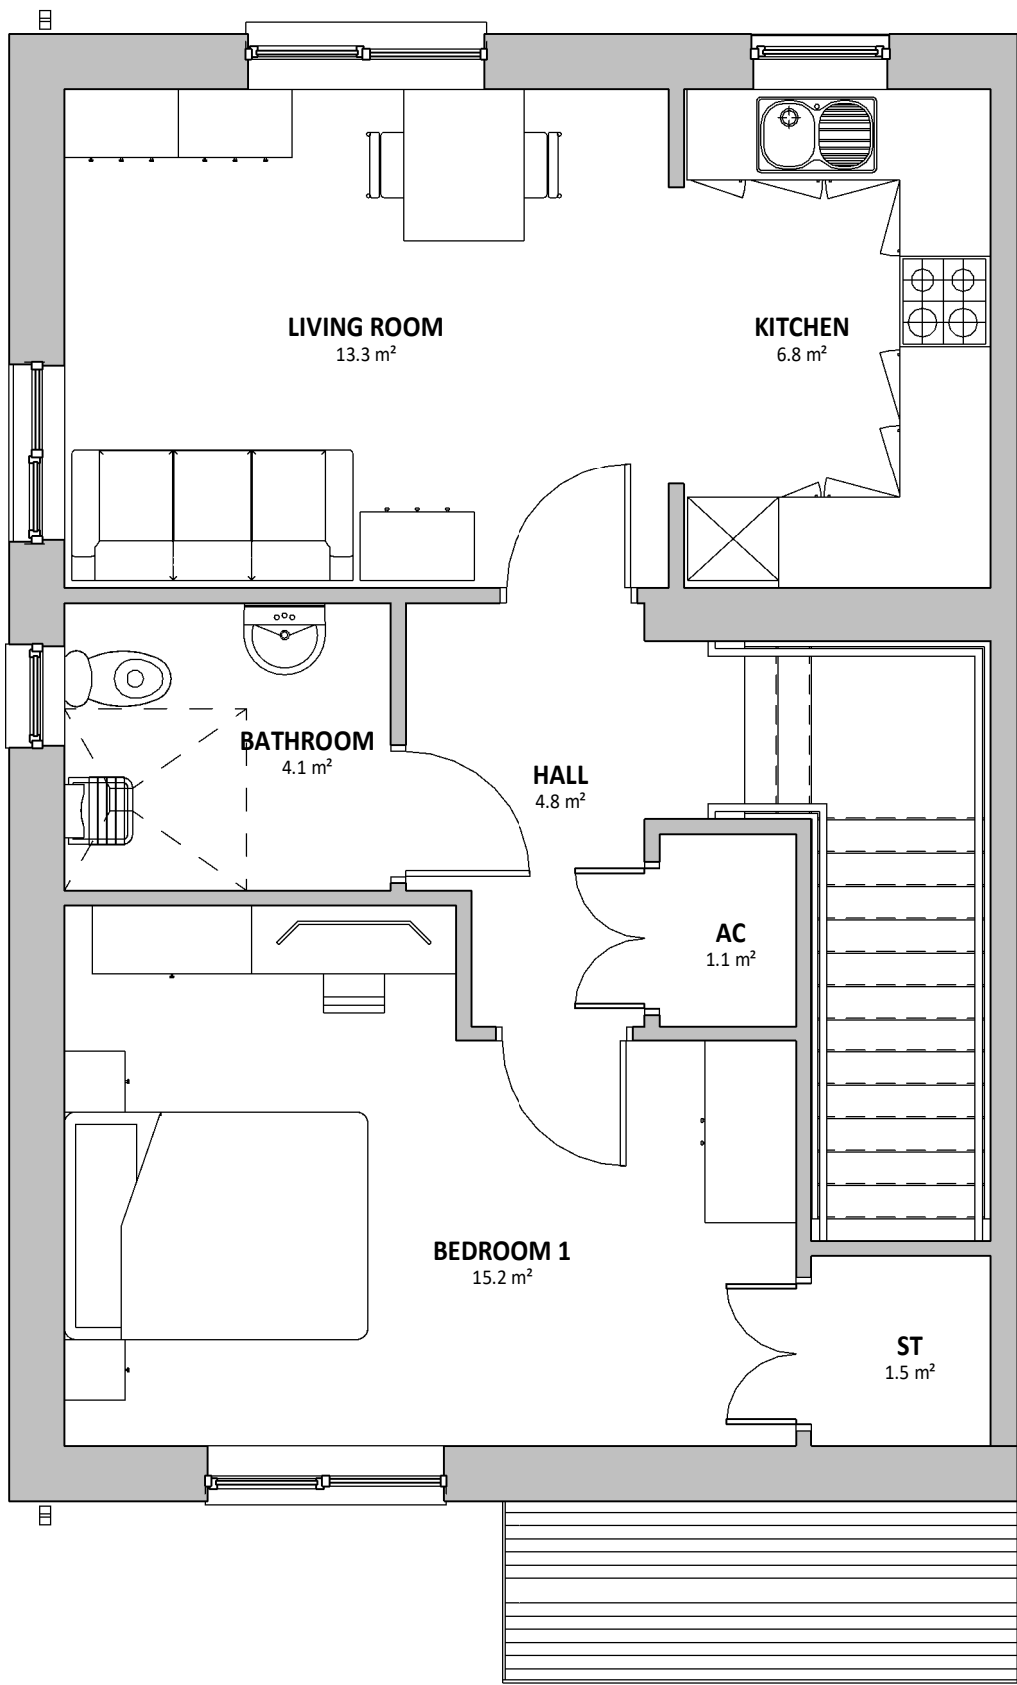 LIVING ROOM
13.3 m²
KITCHEN
6.8 m²
BATHROOM
4.1 m²
HALL
4.8 m²
AC
1.1 m²
BEDROOM 1
15.2 m²
ST
1.5 m²